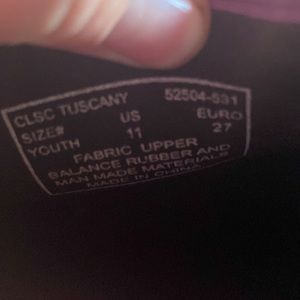 CLSC TUSCANY 52504-531
SIZE# US EURO
YOUTH 11 27
FABRIC UPPER
BALANCE RUBBER AND
MAN MADE MATERIALS
MADE IN CHINA